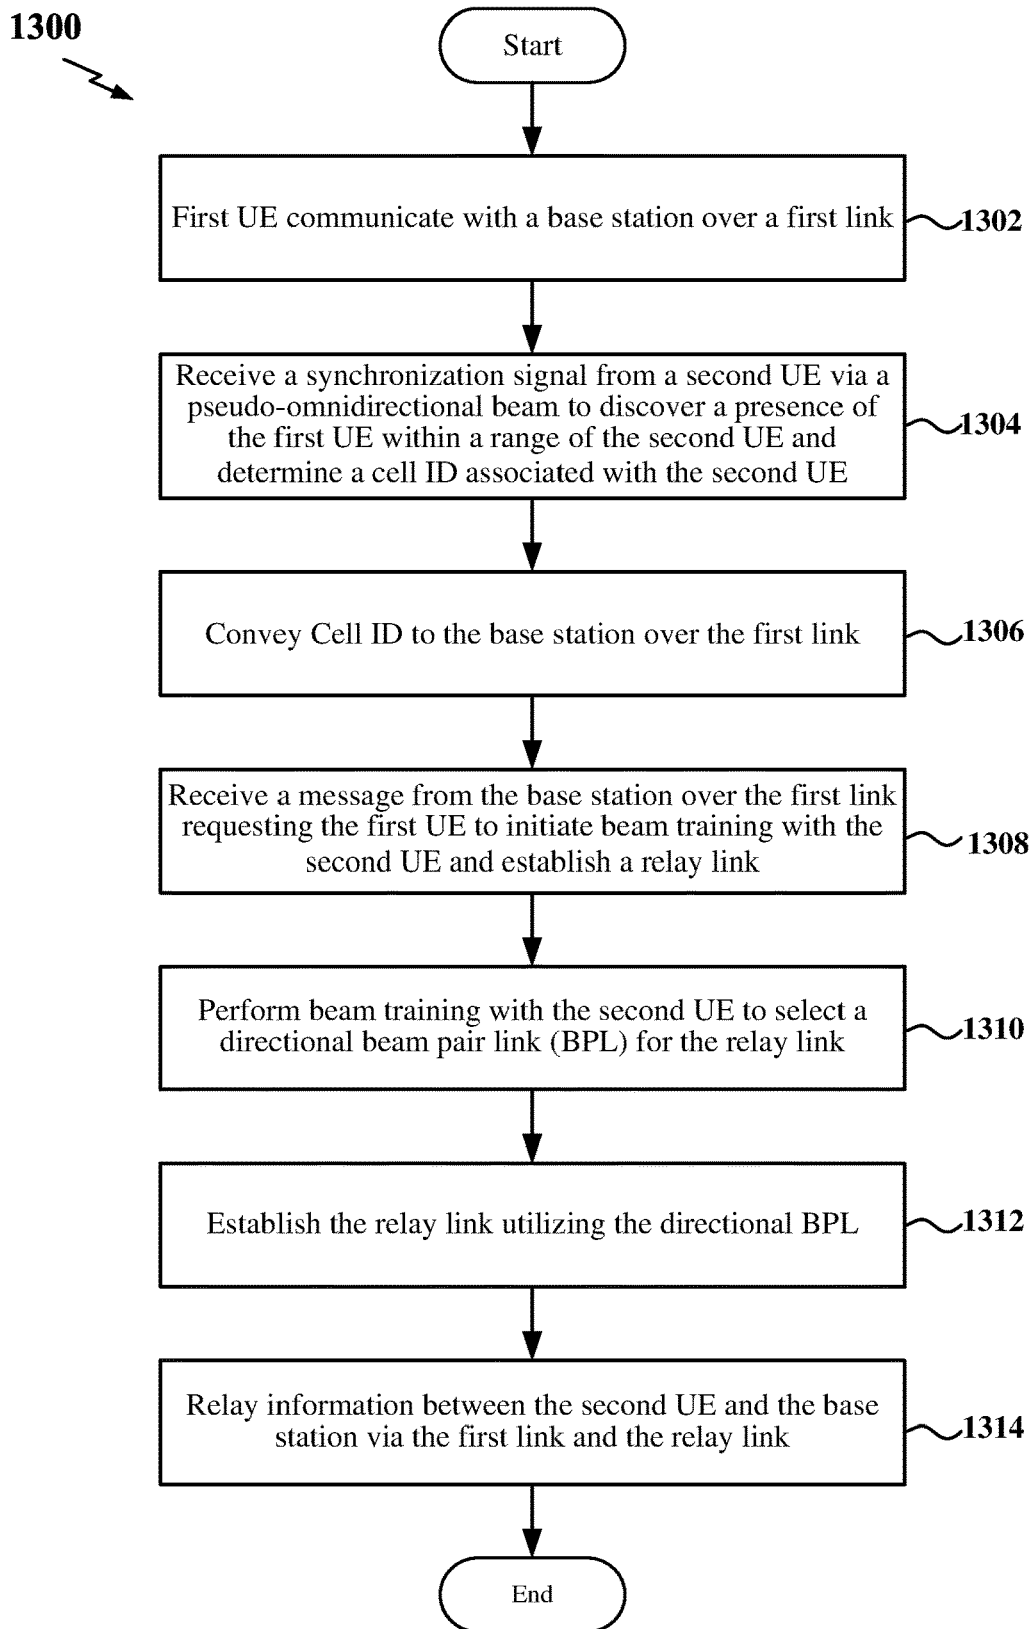 1300
Start
First UE communicate with a base station over a first link
1302
Receive a synchronization signal from a second UE via a
pseudo-omnidirectional beam to discover a presence of
the first UE within a range of the second UE and
determine a cell ID associated with the second UE
1304
Convey Cell ID to the base station over the first link
1306
Receive a message from the base station over the first link
requesting the first UE to initiate beam training with the
second UE and establish a relay link
1308
Perform beam training with the second UE to select a
directional beam pair link (BPL) for the relay link
1310
Establish the relay link utilizing the directional BPL
1312
Relay information between the second UE and the base
station via the first link and the relay link
1314
End